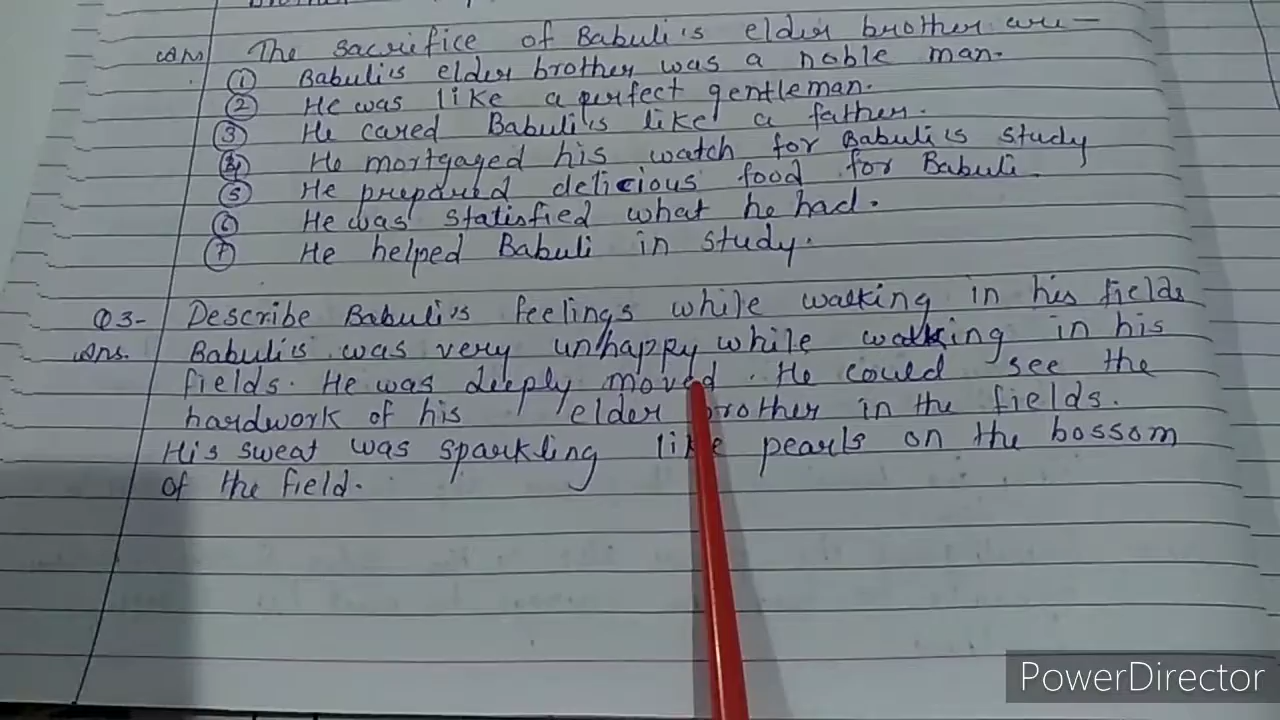 Ans The sacrifice of Babuli's elder brother are-
① Babuli's elder brother was a noble man.
② He was like a perfect gentleman.
③ He cared Babuli's like a father.
④ He mortgaged his watch for Babuli's study
⑤ He prepared delicious food for Babuli.
⑥ He was statisfied what he had.
⑦ He helped Babuli in study.
Q3- Describe Babuli's feelings while walking in his fields
Ans. Babuli's was very unhappy while walking in his
fields. He was deeply moved. He could see the
hardwork of his elder brother in the fields.
His sweat was sparkling like pearls on the bossom
of the field.
PowerDirector